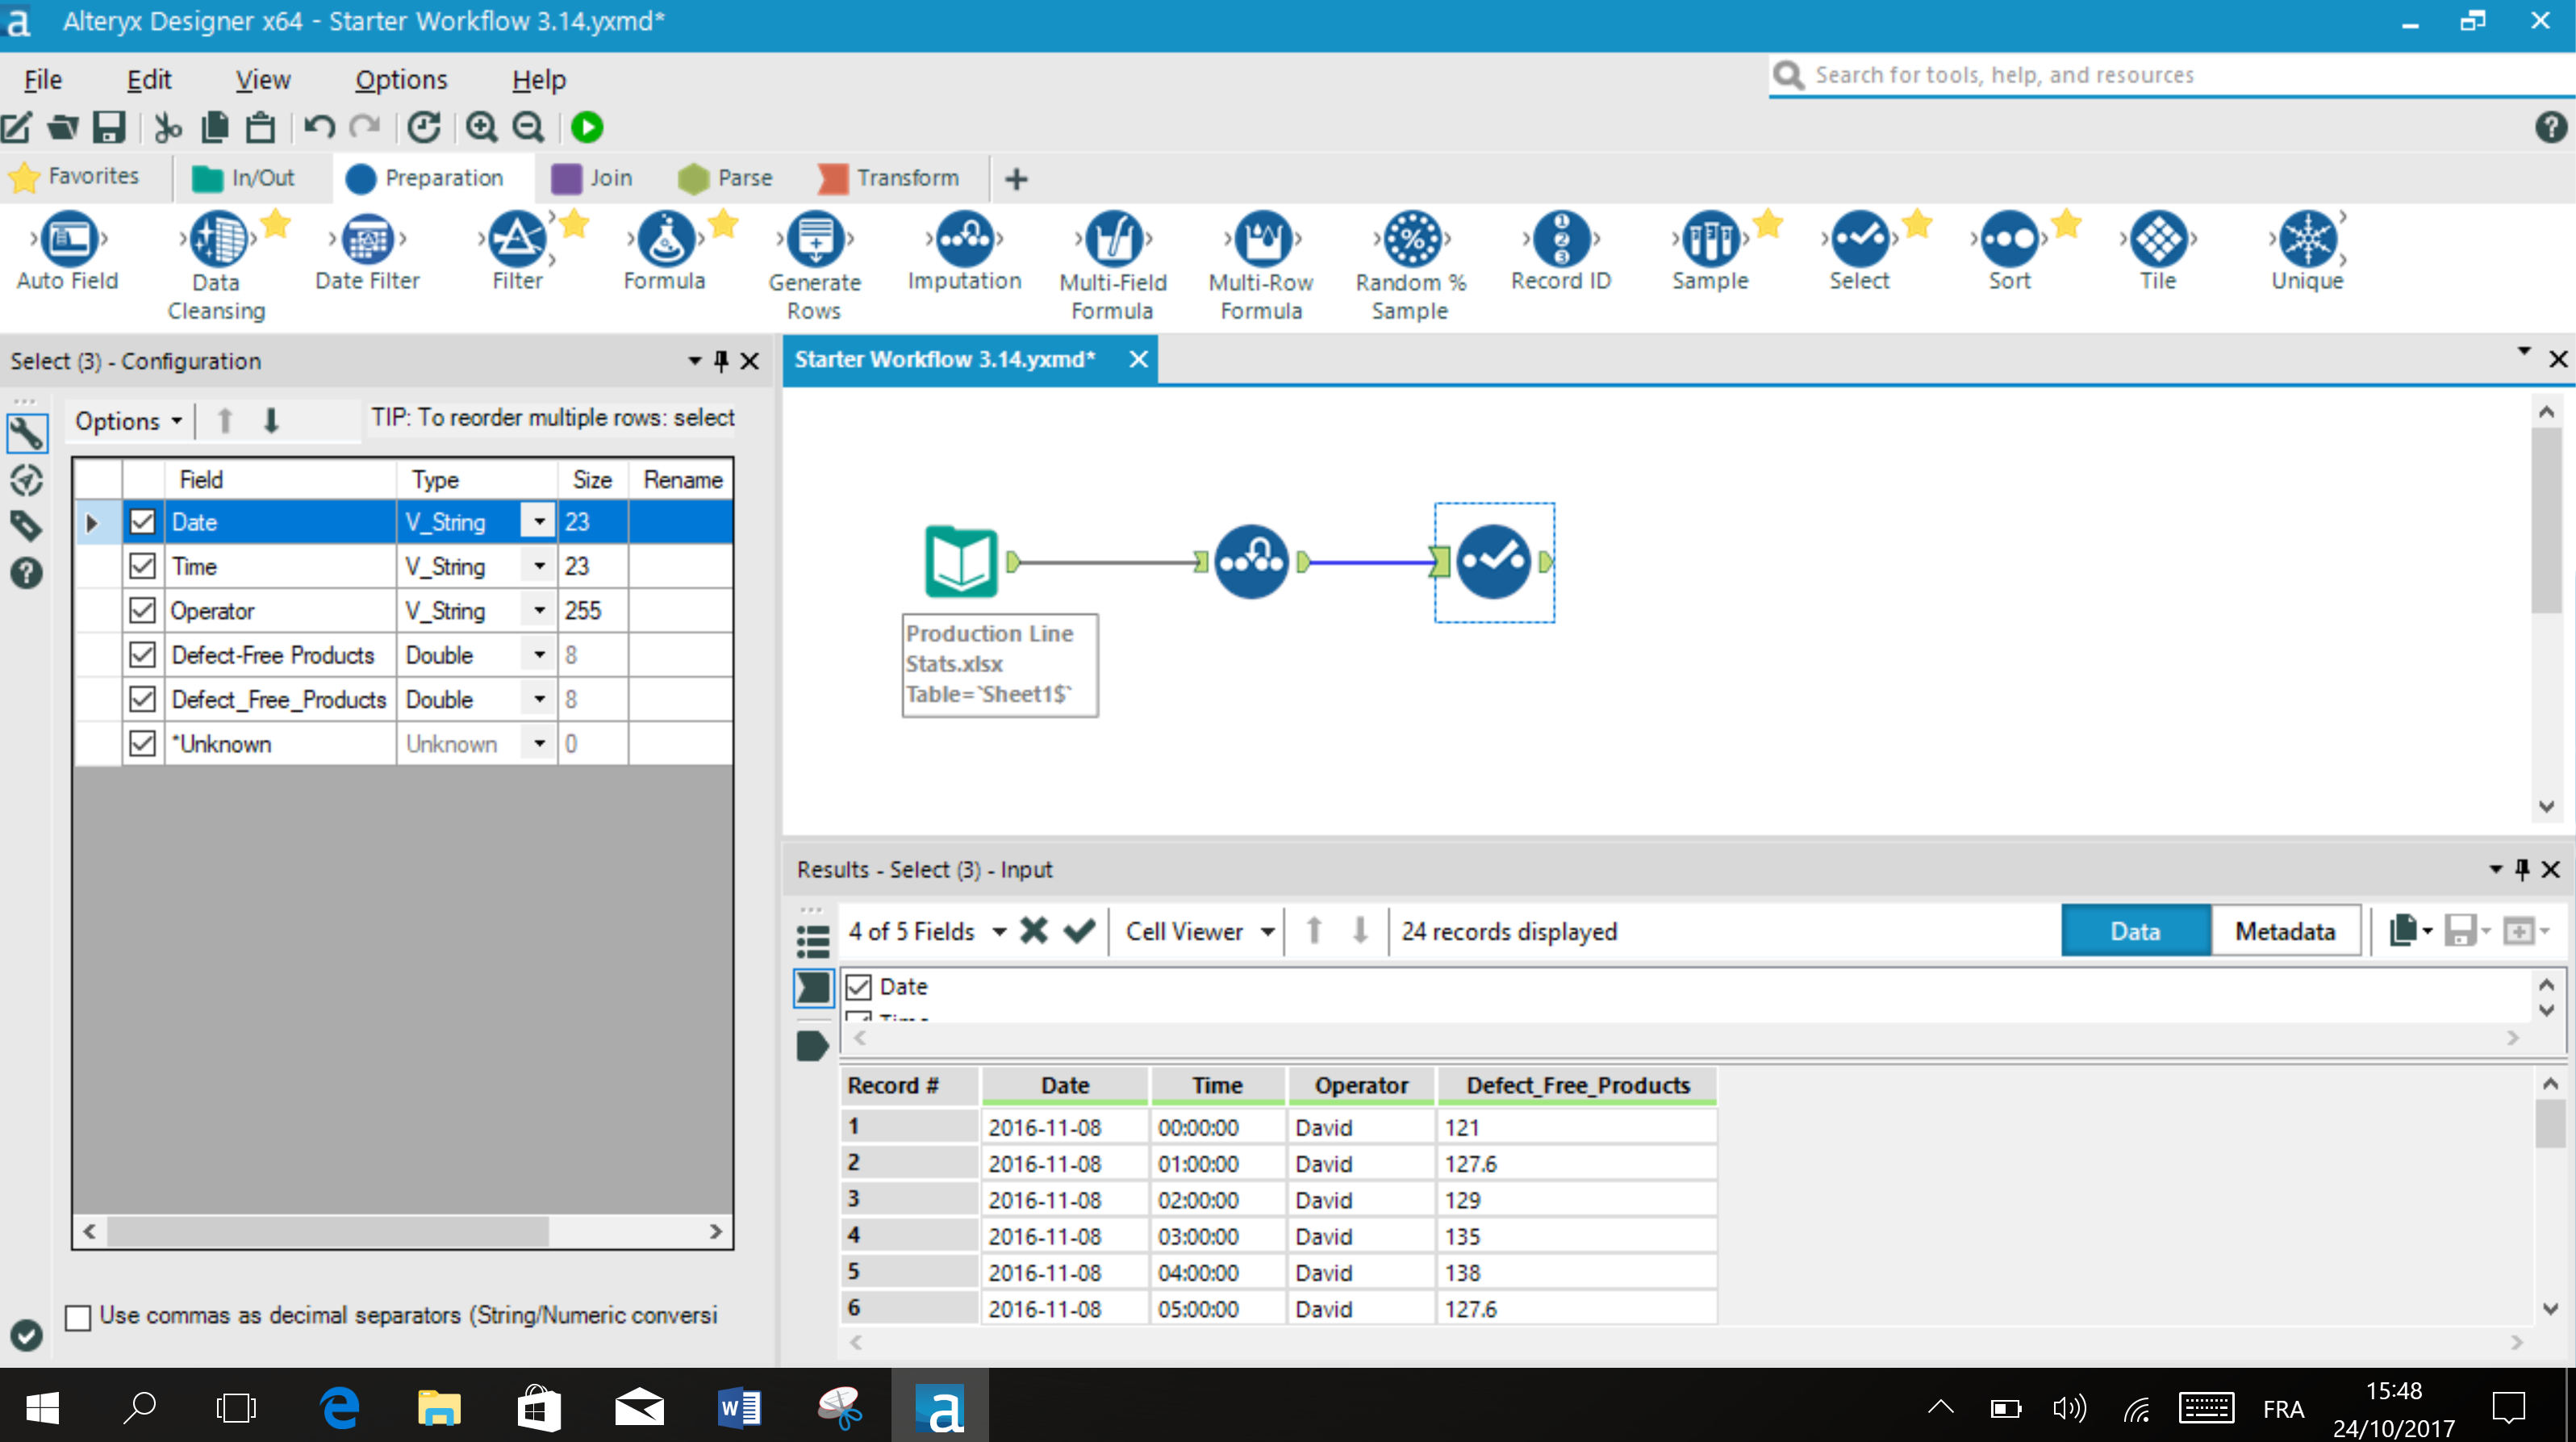 a Alteryx Designer x64 - Starter Workflow 3.14.yxmd*
File Edit View Options Help
Search for tools, help, and resources
Favorites In/Out Preparation Join Parse Transform
Auto Field
Data
Cleansing
Date Filter
Filter
Formula
Generate
Rows
Imputation
Multi-Field
Formula
Multi-Row
Formula
Random %
Sample
Record ID
Sample
Select
Sort
Tile
Unique
Select (3) - Configuration
Options TIP: To reorder multiple rows: select
Field Type Size Rename
Date V_String 23
Time V_String 23
Operator V_String 255
Defect-Free Products Double 8
Defect_Free_Products Double 8
*Unknown Unknown 0
Use commas as decimal separators (String/Numeric conversi
Starter Workflow 3.14.yxmd*
Production Line
Stats.xlsx
Table=`Sheet1$`
Results - Select (3) - Input
4 of 5 Fields Cell Viewer 24 records displayed Data Metadata
Date
Time
Record # Date Time Operator Defect_Free_Products
1 2016-11-08 00:00:00 David 121
2 2016-11-08 01:00:00 David 127.6
3 2016-11-08 02:00:00 David 129
4 2016-11-08 03:00:00 David 135
5 2016-11-08 04:00:00 David 138
6 2016-11-08 05:00:00 David 127.6
FRA
15:48
24/10/2017